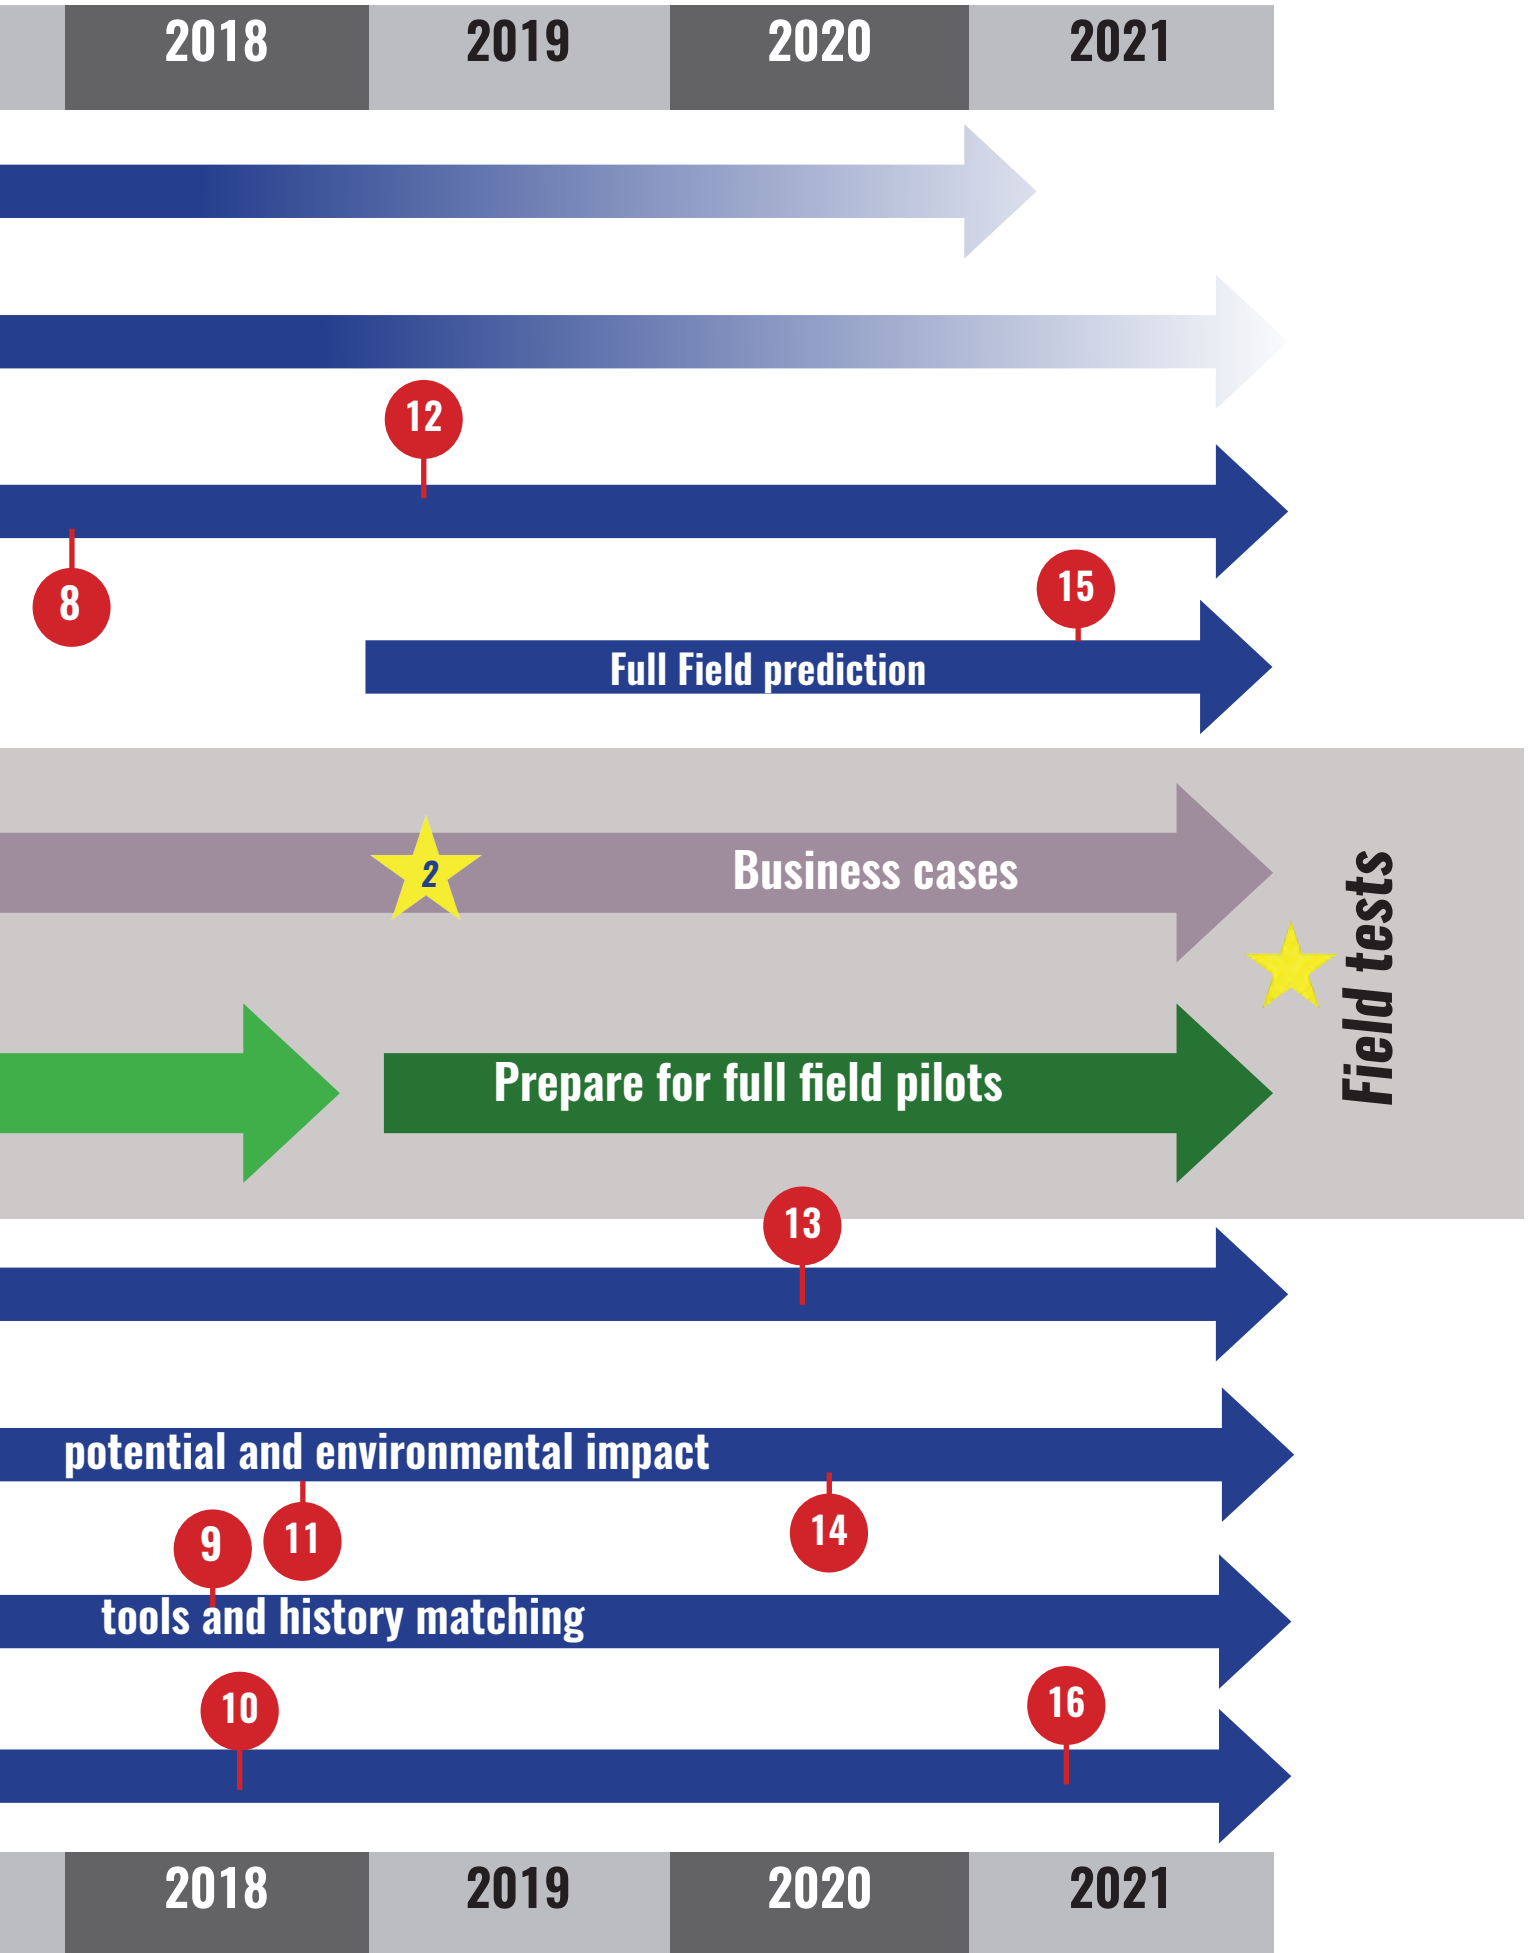 2018 2019 2020 2021
12
8
15
Full Field prediction
2
Business cases
Field tests
Prepare for full field pilots
13
potential and environmental impact
14
11
9
tools and history matching
16
10
2018 2019 2020 2021